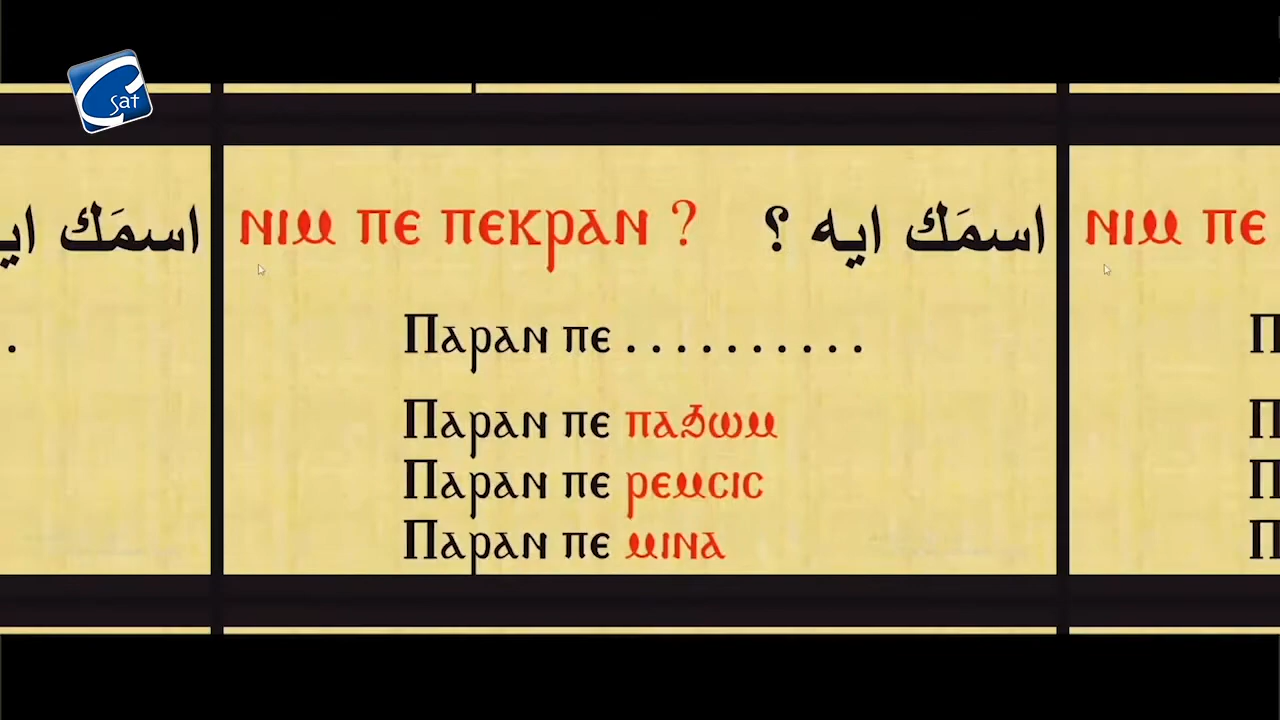 C Sat
ⲛⲓⲙ ⲡⲉ ⲡⲉⲕⲣⲁⲛ ? اسمَك ايه ؟
Ⲡⲁⲣⲁⲛ ⲡⲉ . . . . . . . . . .
Ⲡⲁⲣⲁⲛ ⲡⲉ ⲡⲁϧⲱⲙ
Ⲡⲁⲣⲁⲛ ⲡⲉ ⲣⲉⲙⲥⲓⲥ
Ⲡⲁⲣⲁⲛ ⲡⲉ ⲙⲓⲛⲁ